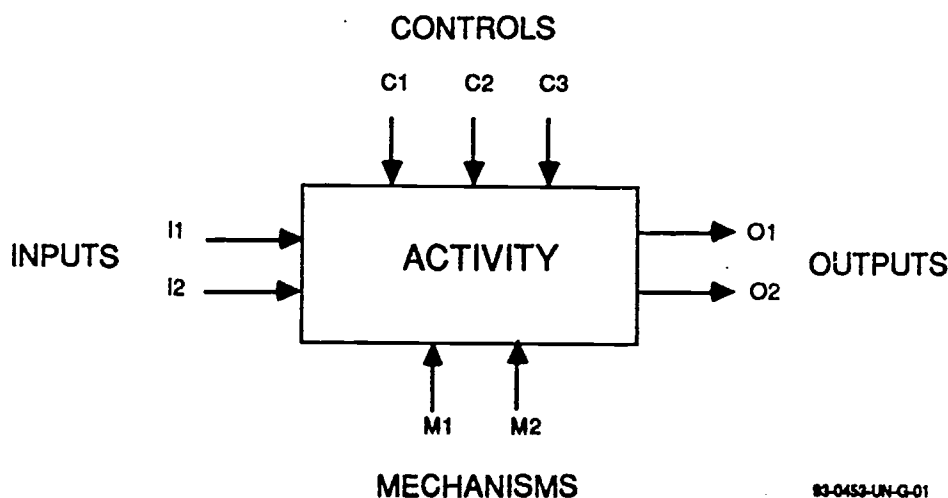 CONTROLS
C1 C2 C3
I1
INPUTS
I2
ACTIVITY
O1
OUTPUTS
O2
M1 M2
MECHANISMS
93-0453-UN-G-01